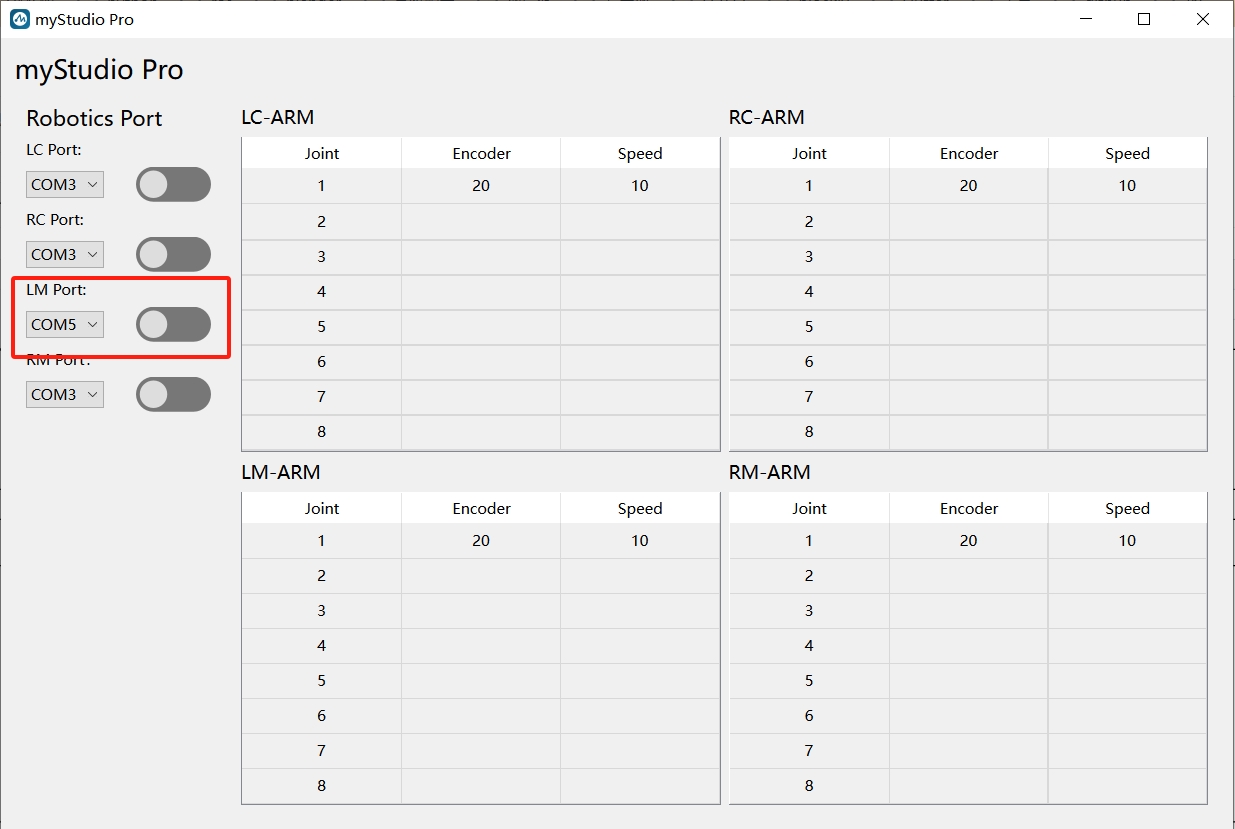 myStudio Pro
myStudio Pro
Robotics Port
LC Port:
COM3
RC Port:
COM3
LM Port:
COM5
RM Port:
COM3
LC-ARM
Joint Encoder Speed
1 20 10
2
3
4
5
6
7
8
RC-ARM
Joint Encoder Speed
1 20 10
2
3
4
5
6
7
8
LM-ARM
Joint Encoder Speed
1 20 10
2
3
4
5
6
7
8
RM-ARM
Joint Encoder Speed
1 20 10
2
3
4
5
6
7
8